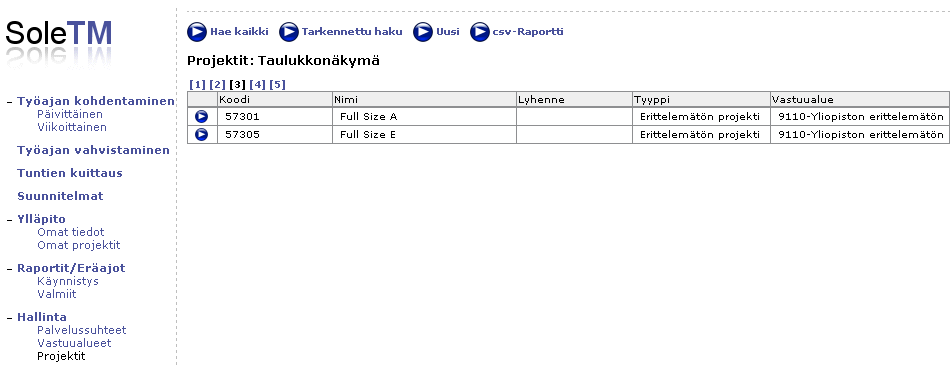 SoleTM
Työajan kohdentaminen
Päivittäinen
Viikoittainen
Työajan vahvistaminen
Tuntien kuittaus
Suunnitelmat
Ylläpito
Omat tiedot
Omat projektit
Raportit/Eräajot
Käynnistys
Valmiit
Hallinta
Palvelussuhteet
Vastuualueet
Projektit
Hae kaikki Tarkennettu haku Uusi csv-Raportti
Projektit: Taulukkonäkymä
[1] [2] [3] [4] [5]
Koodi Nimi Lyhenne Tyyppi Vastuualue
57301 Full Size A Erittelemätön projekti 9110-Yliopiston erittelemätön
57305 Full Size E Erittelemätön projekti 9110-Yliopiston erittelemätön